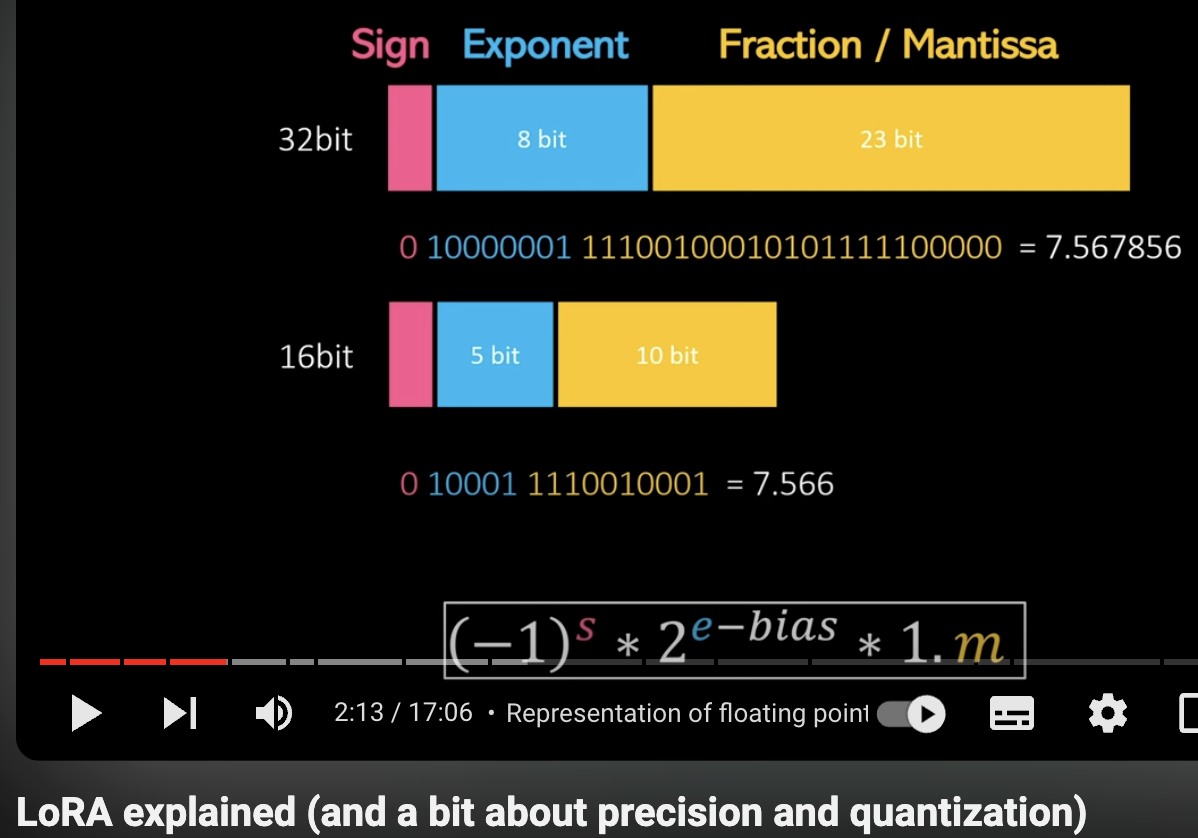 Sign Exponent Fraction / Mantissa
32bit 8 bit 23 bit
0 10000001 11100100010101111100000 = 7.567856
16bit 5 bit 10 bit
0 10001 1110010001 = 7.566
(−1)^s * 2^(e−bias) * 1.m
2:13 / 17:06 • Representation of floating point
LoRA explained (and a bit about precision and quantization)